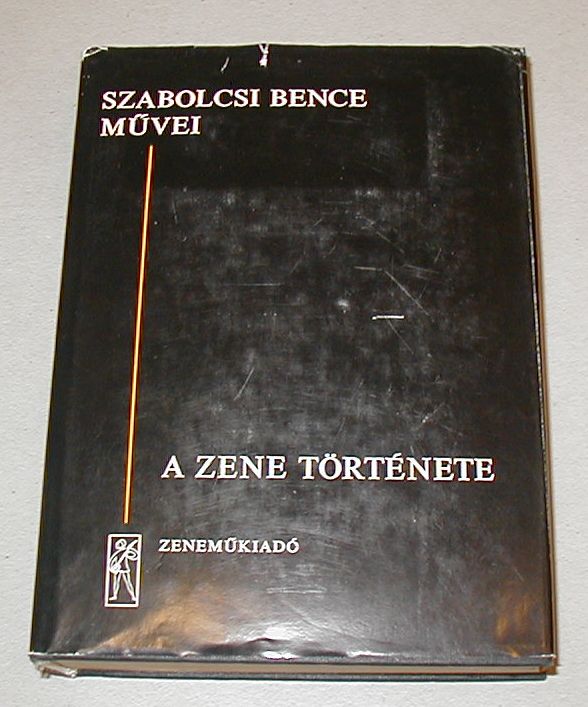 SZABOLCSI BENCE
MŰVEI
A ZENE TÖRTÉNETE
ZENEMŰKIADÓ